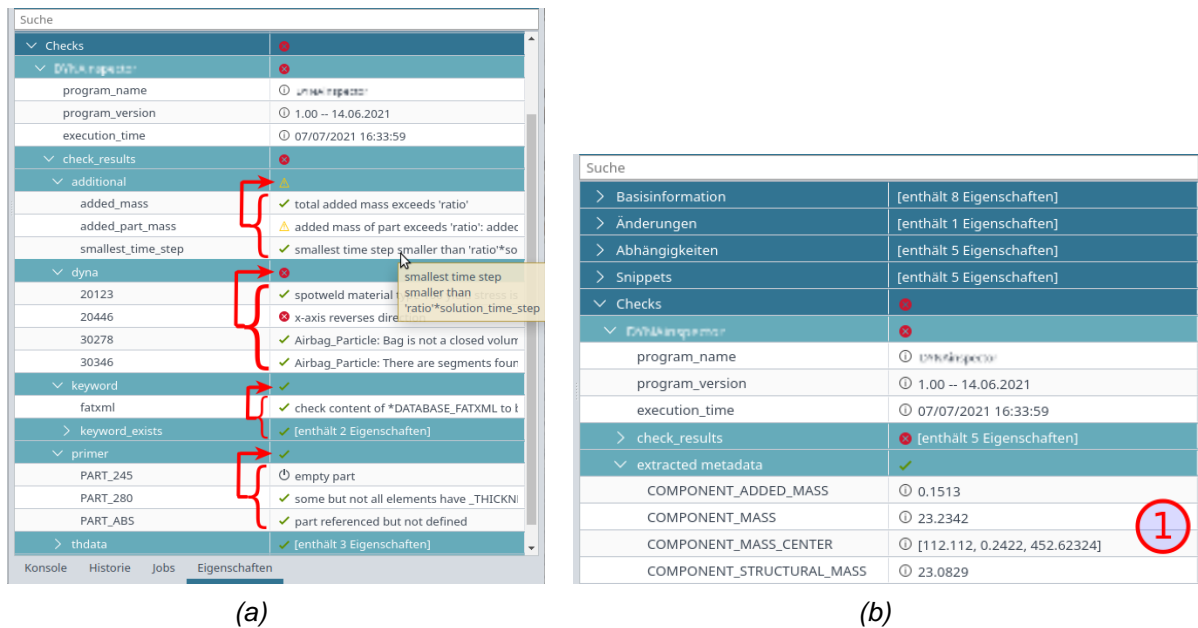 Suche
Checks
program_name
program_version 1.00 -- 14.06.2021
execution_time 07/07/2021 16:33:59
check_results
additional
added_mass total added mass exceeds 'ratio'
added_part_mass added mass of part exceeds 'ratio': added
smallest_time_step smallest time step smaller than 'ratio'*so
dyna
smallest time step
smaller than
'ratio'*solution_time_step
20123 spotweld material
20446 x-axis reverses
30278 Airbag_Particle: Bag is not a closed volum
30346 Airbag_Particle: There are segments foun
keyword
fatxml check content of *DATABASE_FATXML to
keyword_exists [enthält 2 Eigenschaften]
primer
PART_245 empty part
PART_280 some but not all elements have _THICKN
PART_ABS part referenced but not defined
thdata [enthält 3 Eigenschaften]
Konsole Historie Jobs Eigenschaften
(a)
Suche
Basisinformation [enthält 8 Eigenschaften]
Änderungen [enthält 1 Eigenschaften]
Abhängigkeiten [enthält 5 Eigenschaften]
Snippets [enthält 5 Eigenschaften]
Checks
program_name
program_version 1.00 -- 14.06.2021
execution_time 07/07/2021 16:33:59
check_results [enthält 5 Eigenschaften]
extracted metadata
COMPONENT_ADDED_MASS 0.1513
COMPONENT_MASS 23.2342
COMPONENT_MASS_CENTER [112.112, 0.2422, 452.62324]
COMPONENT_STRUCTURAL_MASS 23.0829
1
(b)